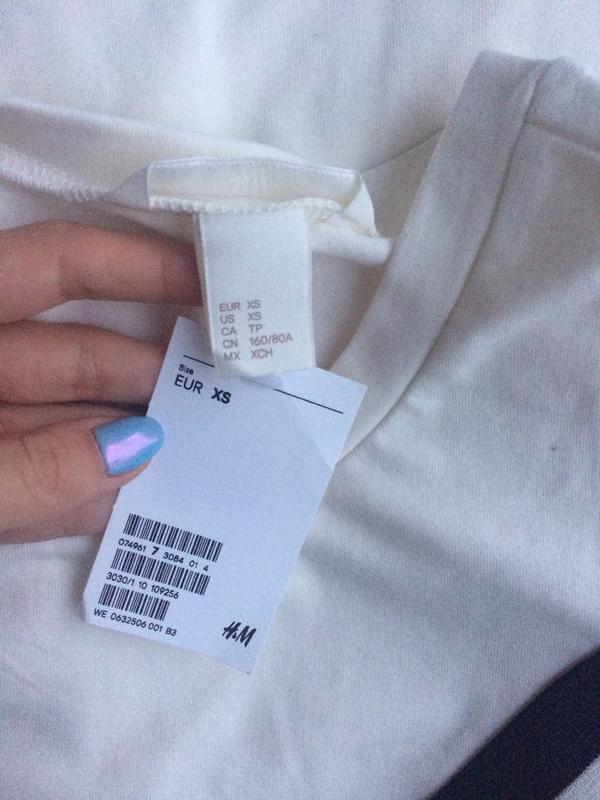 EUR XS
US XS
CA TP
CN 160/80A
MX XCH
Size
EUR XS
074961 7 3084 01 4
3030/1 10 109256
WE 0632506 001 B3
H&M